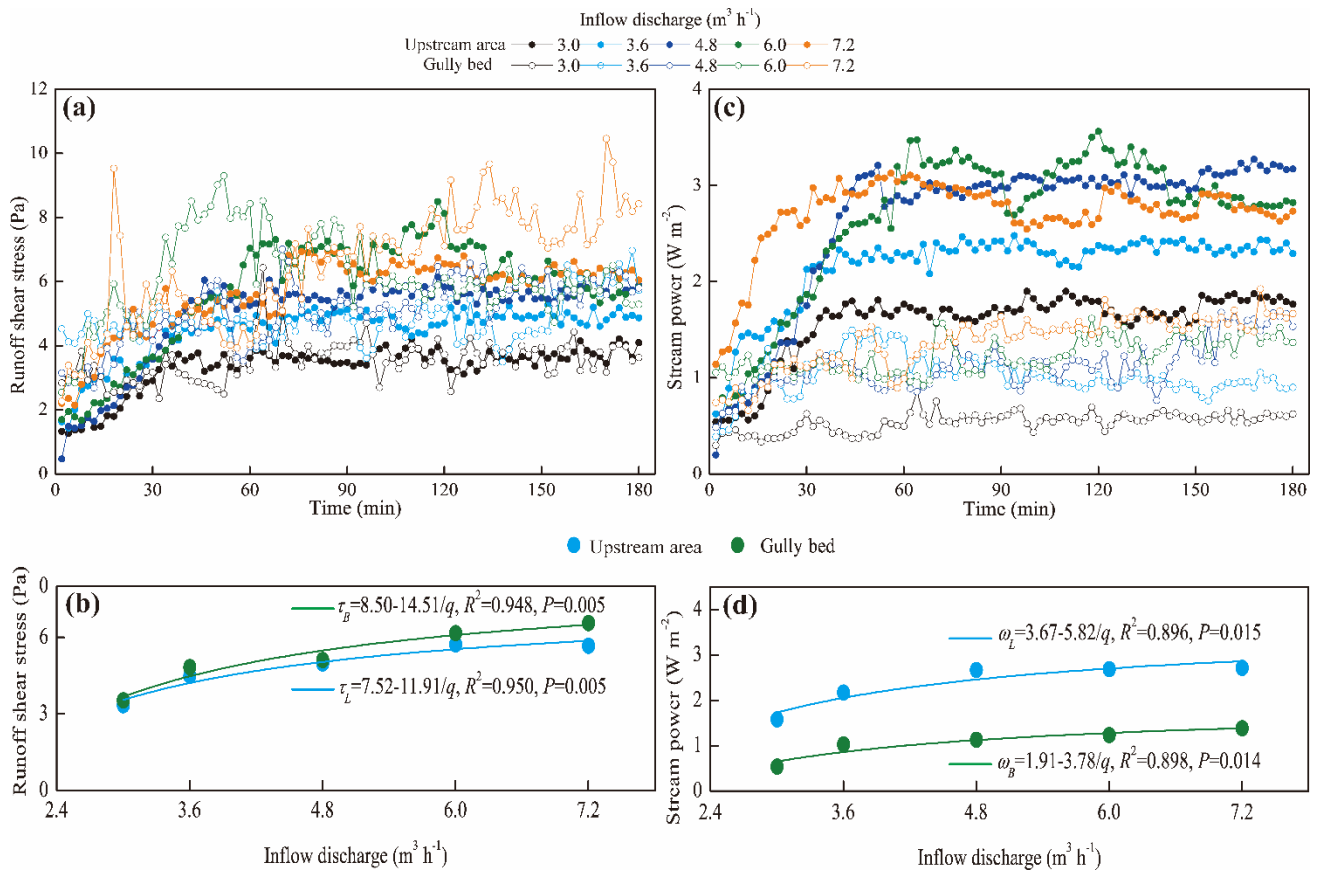 Inflow discharge (m³ h⁻¹)
Upstream area 3.0 3.6 4.8 6.0 7.2
Gully bed 3.0 3.6 4.8 6.0 7.2
(a)
Runoff shear stress (Pa)
12
10
8
6
4
2
0
0 30 60 90 120 150 180
Time (min)
(c)
Stream power (W m⁻²)
4
3
2
1
0
0 30 60 90 120 150 180
Time (min)
Upstream area Gully bed
(b)
Runoff shear stress (Pa)
0
6
3
0
τB=8.50-14.51/q, R²=0.948, P=0.005
τL=7.52-11.91/q, R²=0.950, P=0.005
2.4 3.6 4.8 6.0 7.2
Inflow discharge (m³ h⁻¹)
(d)
Stream power (W m⁻²)
4
3
2
1
0
ωL=3.67-5.82/q, R²=0.896, P=0.015
ωB=1.91-3.78/q, R²=0.898, P=0.014
2.4 3.6 4.8 6.0 7.2
Inflow discharge (m³ h⁻¹)